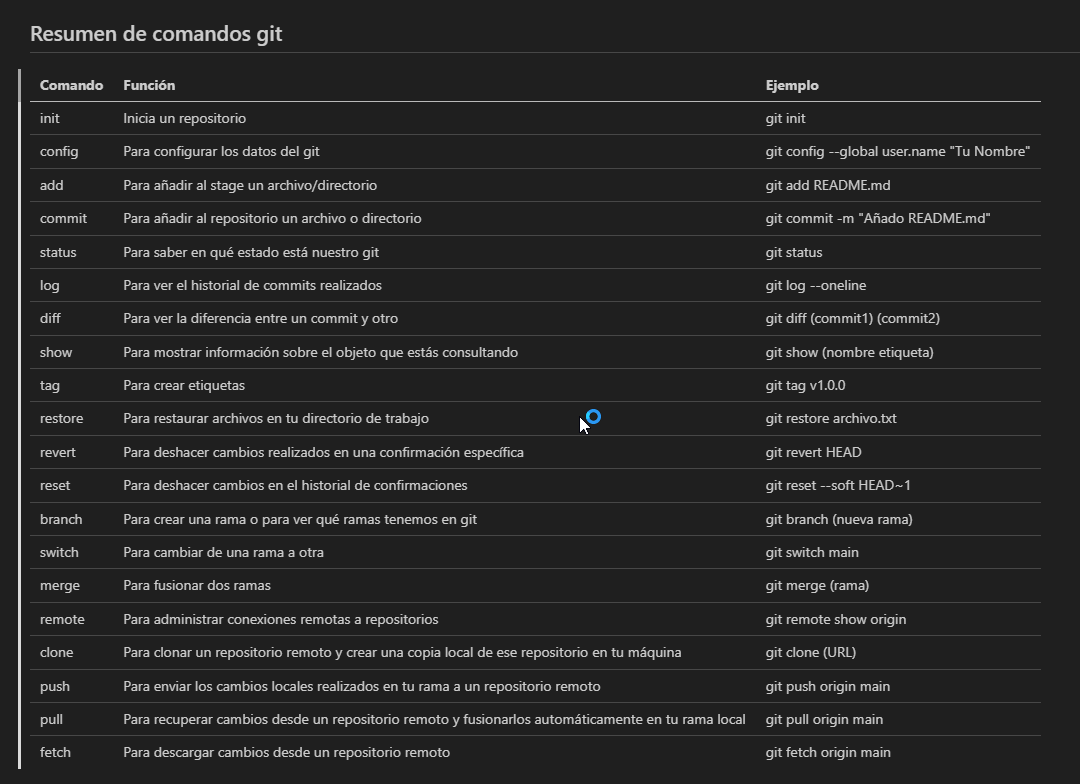 Resumen de comandos git
Comando Función Ejemplo
init Inicia un repositorio git init
config Para configurar los datos del git git config --global user.name "Tu Nombre"
add Para añadir al stage un archivo/directorio git add README.md
commit Para añadir al repositorio un archivo o directorio git commit -m "Añado README.md"
status Para saber en qué estado está nuestro git git status
log Para ver el historial de commits realizados git log --oneline
diff Para ver la diferencia entre un commit y otro git diff (commit1) (commit2)
show Para mostrar información sobre el objeto que estás consultando git show (nombre etiqueta)
tag Para crear etiquetas git tag v1.0.0
restore Para restaurar archivos en tu directorio de trabajo git restore archivo.txt
revert Para deshacer cambios realizados en una confirmación específica git revert HEAD
reset Para deshacer cambios en el historial de confirmaciones git reset --soft HEAD~1
branch Para crear una rama o para ver qué ramas tenemos en git git branch (nueva rama)
switch Para cambiar de una rama a otra git switch main
merge Para fusionar dos ramas git merge (rama)
remote Para administrar conexiones remotas a repositorios git remote show origin
clone Para clonar un repositorio remoto y crear una copia local de ese repositorio en tu máquina git clone (URL)
push Para enviar los cambios locales realizados en tu rama a un repositorio remoto git push origin main
pull Para recuperar cambios desde un repositorio remoto y fusionarlos automáticamente en tu rama local git pull origin main
fetch Para descargar cambios desde un repositorio remoto git fetch origin main